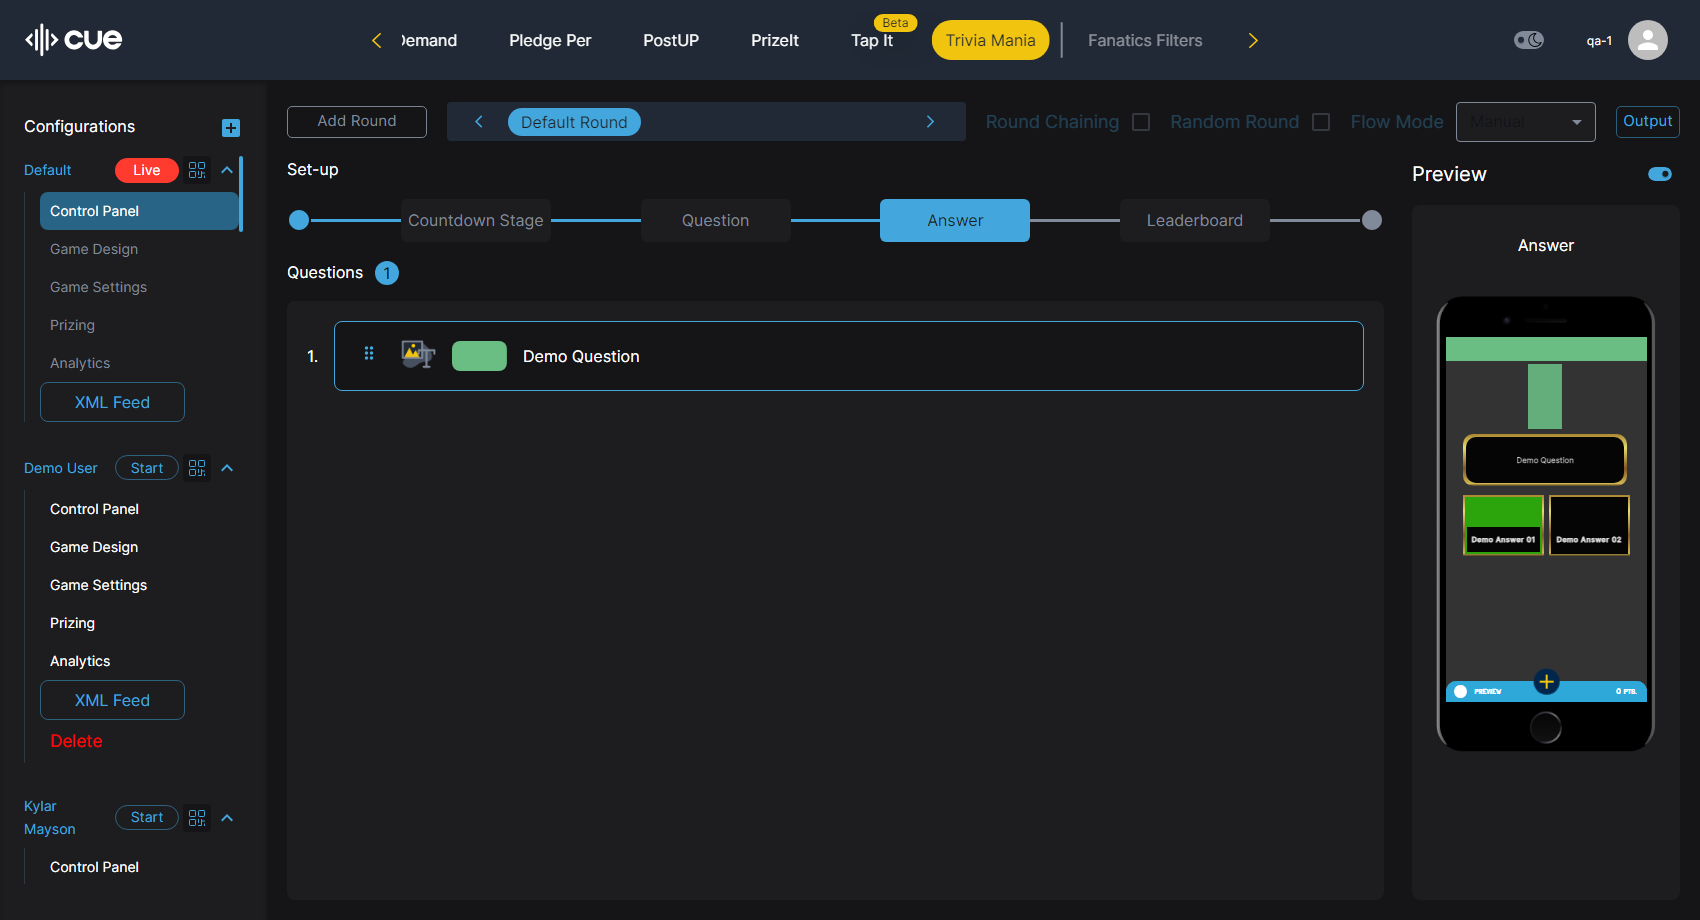 cue
Demand
Pledge Per
PostUP
PrizeIt
Tap It
Beta
Trivia Mania
Fanatics Filters
qa-1
Configurations
Default
Live
Control Panel
Game Design
Game Settings
Prizing
Analytics
XML Feed
Demo User
Start
Control Panel
Game Design
Game Settings
Prizing
Analytics
XML Feed
Delete
Kylar
Mayson
Start
Control Panel
Add Round
Default Round
Round Chaining
Random Round
Flow Mode
Manual
Output
Set-up
Countdown Stage
Question
Answer
Leaderboard
Questions 1
1.
Demo Question
Preview
Answer
Demo Question
Demo Answer 01
Demo Answer 02
PREVIEW
0 PTS.